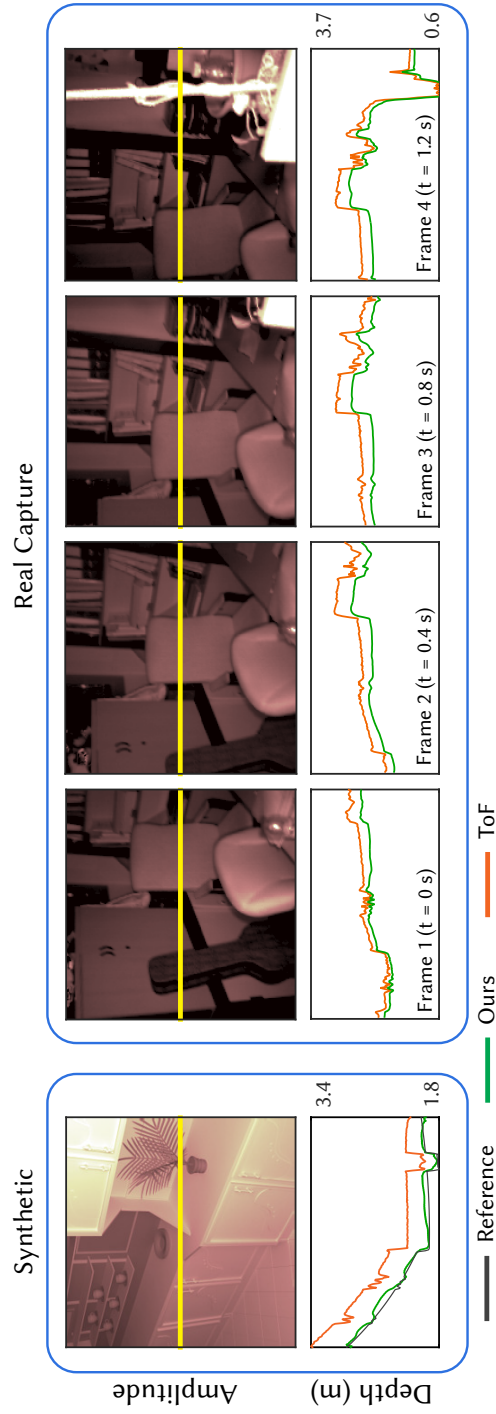 Synthetic
Real Capture
Amplitude
Depth (m)
3.4
1.8
3.7
0.6
Frame 1 (t = 0 s)
Frame 2 (t = 0.4 s)
Frame 3 (t = 0.8 s)
Frame 4 (t = 1.2 s)
Reference
Ours
ToF